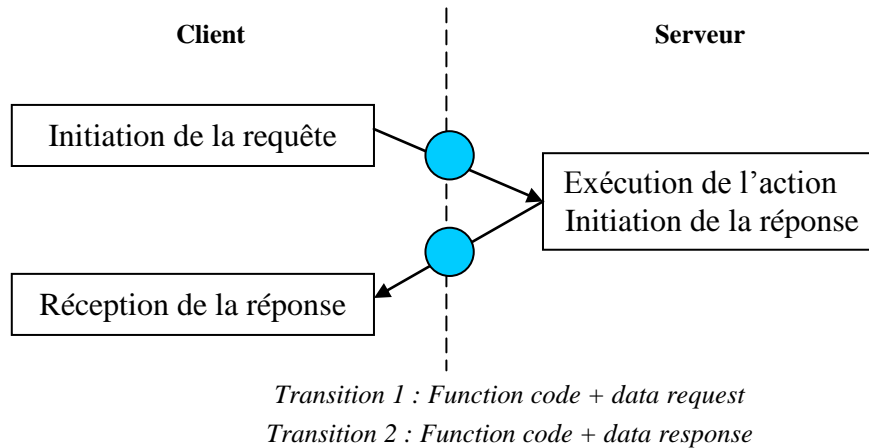 Client
Serveur
Initiation de la requête
Exécution de l’action
Initiation de la réponse
Réception de la réponse
Transition 1 : Function code + data request
Transition 2 : Function code + data response